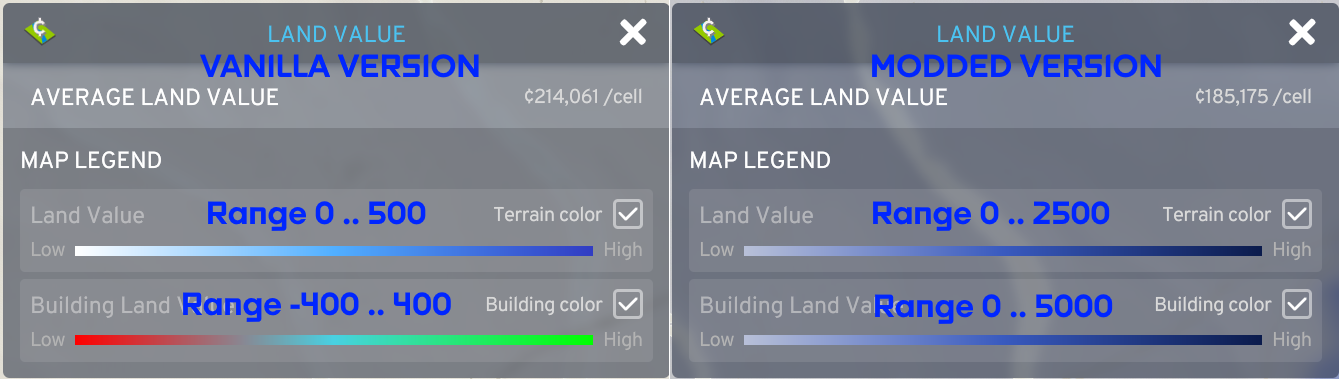 LAND VALUE
VANILLA VERSION
AVERAGE LAND VALUE ¢214,061 /cell
MAP LEGEND
Land Value Range 0 .. 500 Terrain color
Low High
Building Land Value Range -400 .. 400 Building color
Low High
LAND VALUE
MODDED VERSION
AVERAGE LAND VALUE ¢185,175 /cell
MAP LEGEND
Land Value Range 0 .. 2500 Terrain color
Low High
Building Land Value Range 0 .. 5000 Building color
Low High